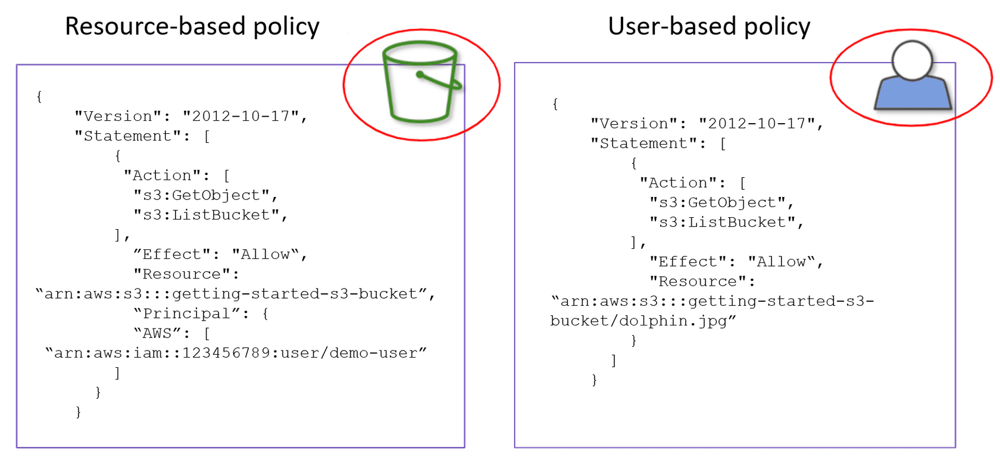 Resource-based policy
{
"Version": "2012-10-17",
"Statement": [
{
"Action": [
"s3:GetObject",
"s3:ListBucket",
],
”Effect": "Allow“,
"Resource":
“arn:aws:s3:::getting-started-s3-bucket”,
“Principal”: {
“AWS”: [
“arn:aws:iam::123456789:user/demo-user”
]
}
}
User-based policy
{
"Version": "2012-10-17",
"Statement": [
{
"Action": [
"s3:GetObject",
"s3:ListBucket",
],
"Effect": "Allow“,
"Resource":
“arn:aws:s3:::getting-started-s3-
bucket/dolphin.jpg”
}
]
}